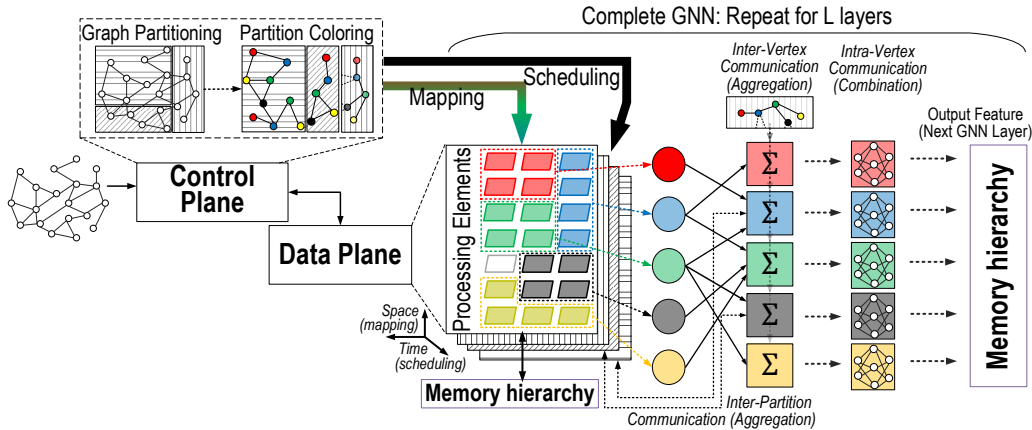 Complete GNN: Repeat for L layers
Graph Partitioning
Partition Coloring
Scheduling
Mapping
Inter-Vertex
Communication
(Aggregation)
Intra-Vertex
Communication
(Combination)
Output Feature
(Next GNN Layer)
Control
Plane
Data Plane
Processing Elements
Σ
Σ
Σ
Σ
Σ
Memory hierarchy
Space
(mapping)
Time
(scheduling)
Memory hierarchy
Inter-Partition
Communication (Aggregation)